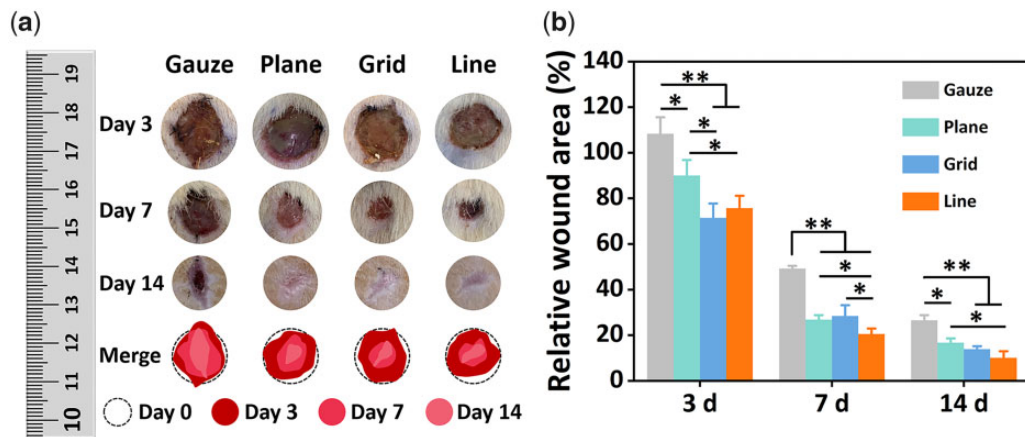 (a)
Gauze Plane Grid Line
Day 3
Day 7
Day 14
Merge
Day 0 Day 3 Day 7 Day 14
19
18
17
16
15
14
13
12
11
10
(b)
Relative wound area (%)
140
120
100
80
60
40
20
0
Gauze
Plane
Grid
Line
**
*
*
*
**
*
*
**
*
*
3 d 7 d 14 d